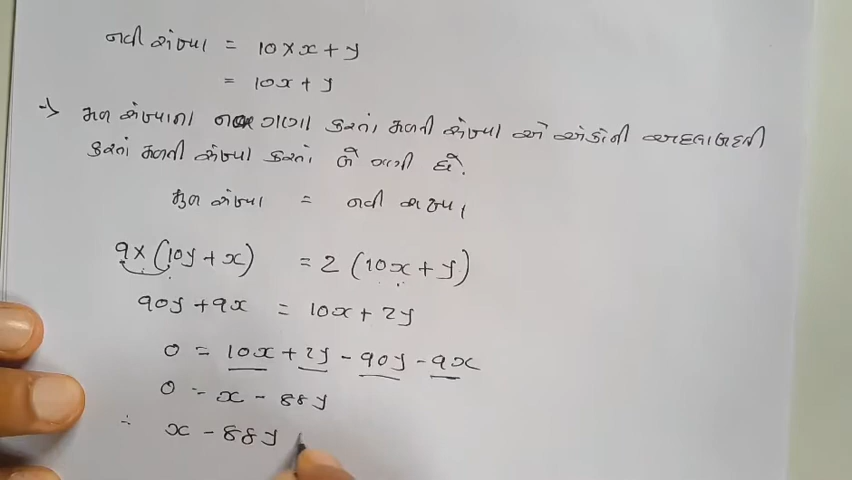 નવી સંખ્યા = 10 × x + y
= 10x + y
→ મૂળ સંખ્યાના નવ ગણા કરતાં મળતી સંખ્યા એ અંકોની અદલાબદલી
કરતાં મળતી સંખ્યા કરતાં બે ગણી છે.
મૂળ સંખ્યા = નવી સંખ્યા
9 × (10y + x) = 2 (10x + y)
90y + 9x = 10x + 2y
0 = 10x + 2y - 90y - 9x
0 = x - 88y
∴ x - 88y